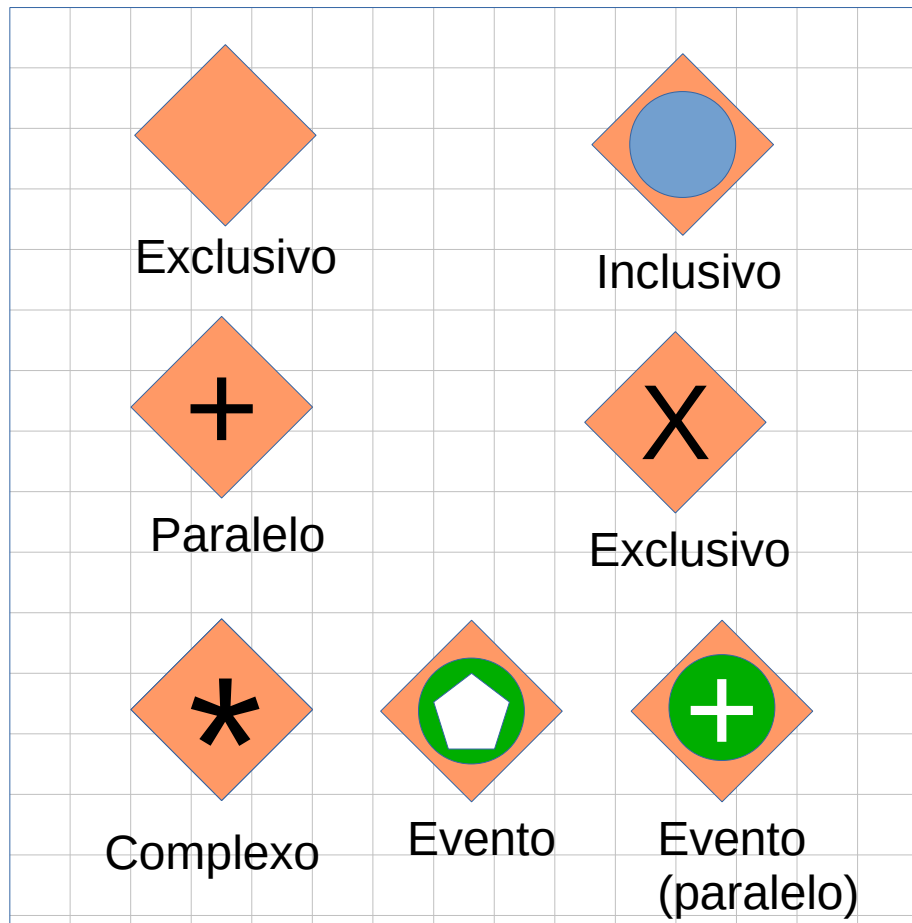 Exclusivo
Inclusivo
+
Paralelo
X
Exclusivo
*
+
Complexo
Evento
Evento
(paralelo)